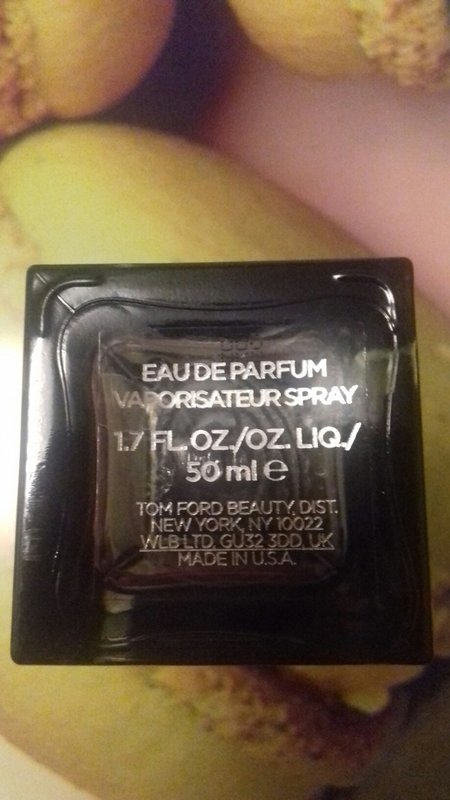 EAU DE PARFUM
VAPORISATEUR SPRAY
1.7 FL. OZ./OZ. LIQ./
50 ml ℮
TOM FORD BEAUTY, DIST.
NEW YORK, NY 10022
WLB LTD, GU32 3DD, UK
MADE IN U.S.A.